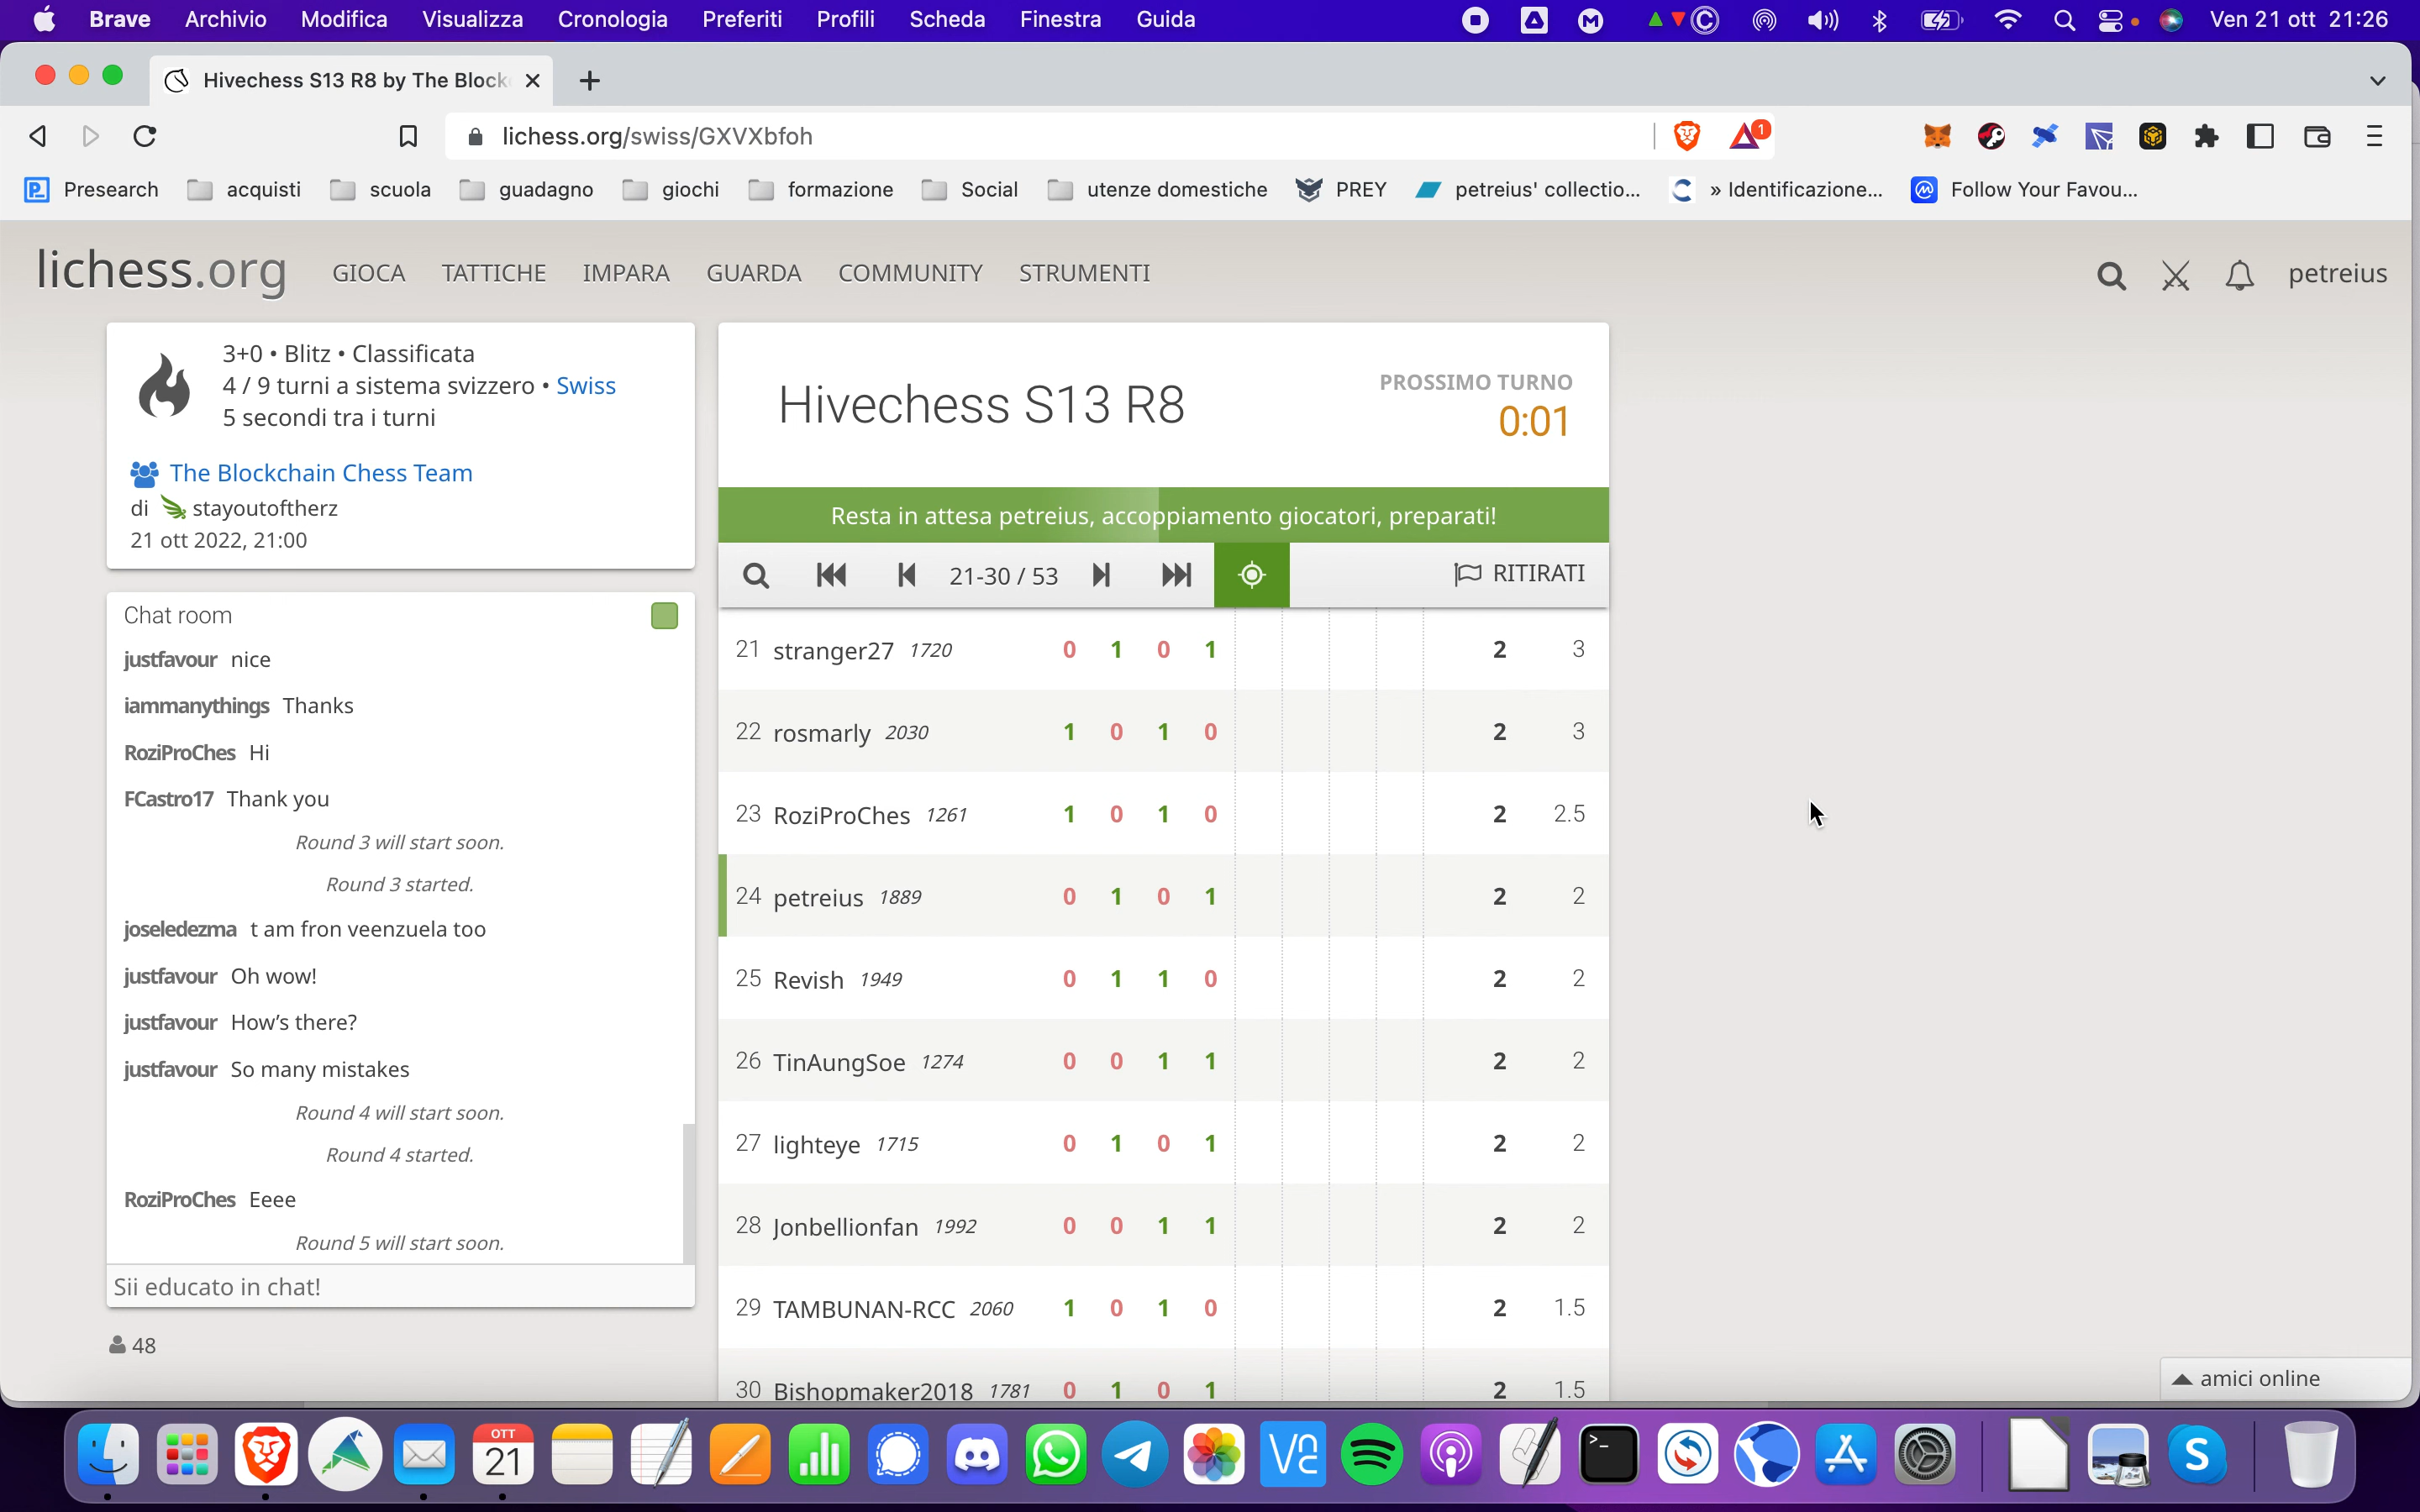 Brave Archivio Modifica Visualizza Cronologia Preferiti Profili Scheda Finestra Guida Ven 21 ott 21:26
Hivechess S13 R8 by The Block
lichess.org/swiss/GXVXbfoh
1
Presearch acquisti scuola guadagno giochi formazione Social utenze domestiche PREY petreius' collectio... » Identificazione... Follow Your Favou...
lichess.org GIOCA TATTICHE IMPARA GUARDA COMMUNITY STRUMENTI petreius
3+0 • Blitz • Classificata
4 / 9 turni a sistema svizzero • Swiss
5 secondi tra i turni
The Blockchain Chess Team
di stayoutoftherz
21 ott 2022, 21:00
Chat room
justfavour nice
iammanythings Thanks
RoziProChes Hi
FCastro17 Thank you
Round 3 will start soon.
Round 3 started.
joseledezma t am fron veenzuela too
justfavour Oh wow!
justfavour How's there?
justfavour So many mistakes
Round 4 will start soon.
Round 4 started.
RoziProChes Eeee
Round 5 will start soon.
Sii educato in chat!
48
Hivechess S13 R8
PROSSIMO TURNO
0:01
Resta in attesa petreius, accoppiamento giocatori, preparati!
21-30 / 53 RITIRATI
21 stranger27 1720 0 1 0 1 2 3
22 rosmarly 2030 1 0 1 0 2 3
23 RoziProChes 1261 1 0 1 0 2 2.5
24 petreius 1889 0 1 0 1 2 2
25 Revish 1949 0 1 1 0 2 2
26 TinAungSoe 1274 0 0 1 1 2 2
27 lighteye 1715 0 1 0 1 2 2
28 Jonbellionfan 1992 0 0 1 1 2 2
29 TAMBUNAN-RCC 2060 1 0 1 0 2 1.5
30 Bishopmaker2018 1781 0 1 0 1 2 1.5
amici online
OTT
21